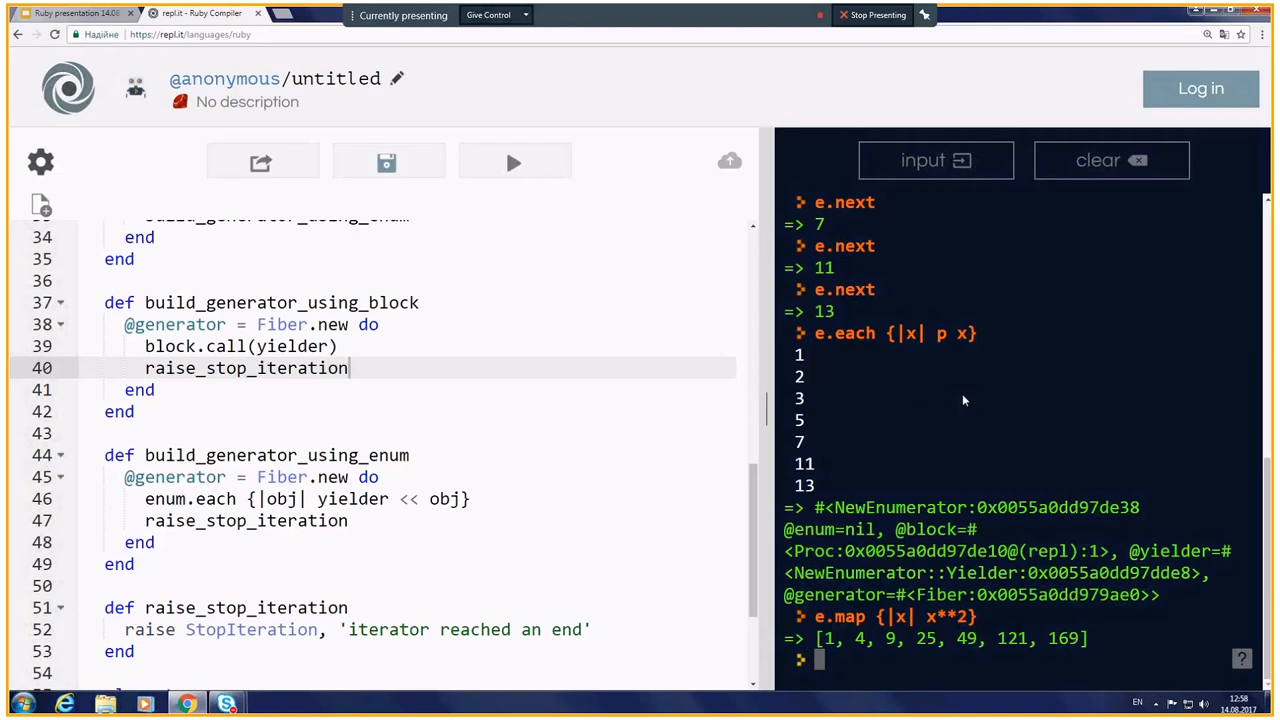 Ruby presentation 14.08
repl.it - Ruby Compiler
Currently presenting
Give Control
Stop Presenting
Надійне
https://repl.it/languages/ruby
@anonymous/untitled
No description
Log in
input
clear
build_generator_using_enum
34 end
35 end
36
37 def build_generator_using_block
38 @generator = Fiber.new do
39 block.call(yielder)
40 raise_stop_iteration
41 end
42 end
43
44 def build_generator_using_enum
45 @generator = Fiber.new do
46 enum.each {|obj| yielder << obj}
47 raise_stop_iteration
48 end
49 end
50
51 def raise_stop_iteration
52 raise StopIteration, 'iterator reached an end'
53 end
54
e.next
=> 7
e.next
=> 11
e.next
=> 13
e.each {|x| p x}
1
2
3
5
7
11
13
=> #<NewEnumerator:0x0055a0dd97de38
@enum=nil, @block=#
<Proc:0x0055a0dd97de10@(repl):1>, @yielder=#
<NewEnumerator::Yielder:0x0055a0dd97dde8>,
@generator=#<Fiber:0x0055a0dd979ae0>>
e.map {|x| x**2}
=> [1, 4, 9, 25, 49, 121, 169]
?
EN
12:58
14.08.2017